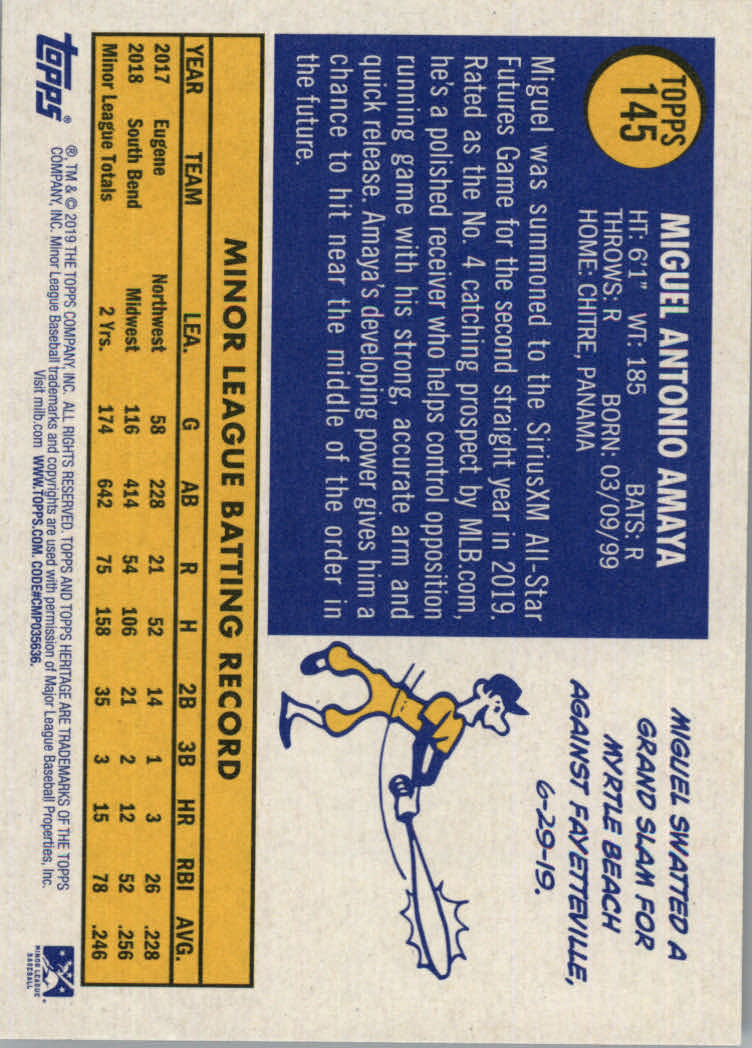 TOPPS
145
MIGUEL ANTONIO AMAYA
HT: 6'1" WT: 185 BATS: R
THROWS: R BORN: 03/09/99
HOME: CHITRE, PANAMA
Miguel was summoned to the SiriusXM All-Star
Futures Game for the second straight year in 2019.
Rated as the No. 4 catching prospect by MLB.com,
he's a polished receiver who helps control opposition
running game with his strong, accurate arm and
quick release. Amaya's developing power gives him a
chance to hit near the middle of the order in
the future.
MIGUEL SWATTED A
GRAND SLAM FOR
MYRTLE BEACH
AGAINST FAYETTEVILLE,
6-29-19.
MINOR LEAGUE BATTING RECORD
YEAR TEAM LEA. G AB R H 2B 3B HR RBI AVG.
2017 Eugene Northwest 58 228 21 52 14 1 3 26 .228
2018 South Bend Midwest 116 414 54 106 21 2 12 52 .256
Minor League Totals 2 Yrs. 174 642 75 158 35 3 15 78 .246
Topps®
®, TM & © 2019 THE TOPPS COMPANY, INC. ALL RIGHTS RESERVED. TOPPS AND TOPPS HERITAGE ARE TRADEMARKS OF THE TOPPS
COMPANY, INC. Minor League Baseball trademarks and copyrights are used with permission of Major League Baseball Properties, Inc.
Visit milb.com WWW.TOPPS.COM. CODE#CMP035636.
MINOR LEAGUE
BASEBALL